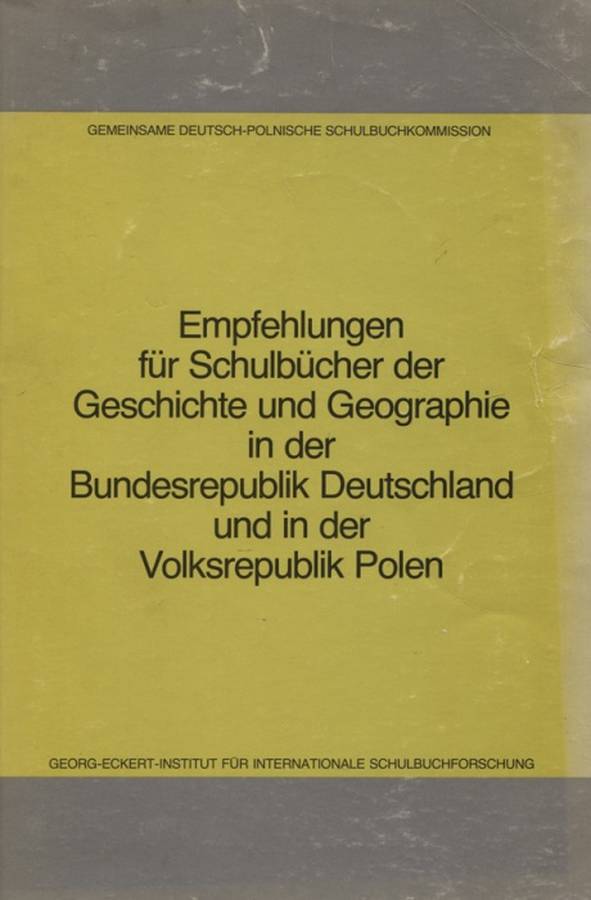 GEMEINSAME DEUTSCH-POLNISCHE SCHULBUCHKOMMISSION
Empfehlungen
für Schulbücher der
Geschichte und Geographie
in der
Bundesrepublik Deutschland
und in der
Volksrepublik Polen
GEORG-ECKERT-INSTITUT FÜR INTERNATIONALE SCHULBUCHFORSCHUNG